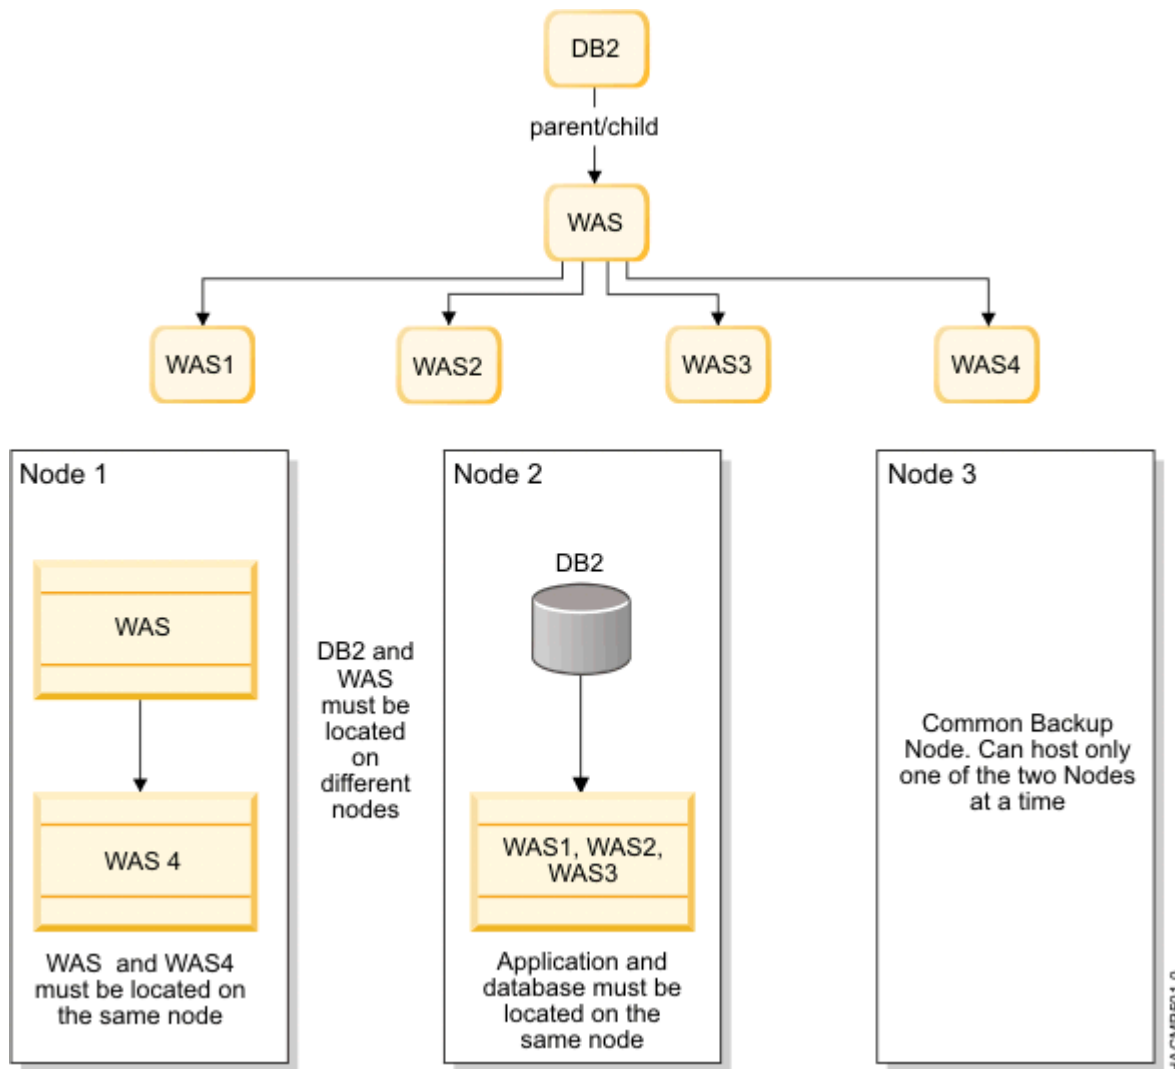 DB2
parent/child
WAS
WAS1
WAS2
WAS3
WAS4
Node 1
WAS
WAS 4
WAS  and WAS4
must be located on
the same node
DB2 and
WAS
must be
located
on
different
nodes
Node 2
DB2
WAS1, WAS2,
WAS3
Application and
database must be
located on the
same node
Node 3
Common Backup
Node. Can host only
one of the two Nodes
at a time